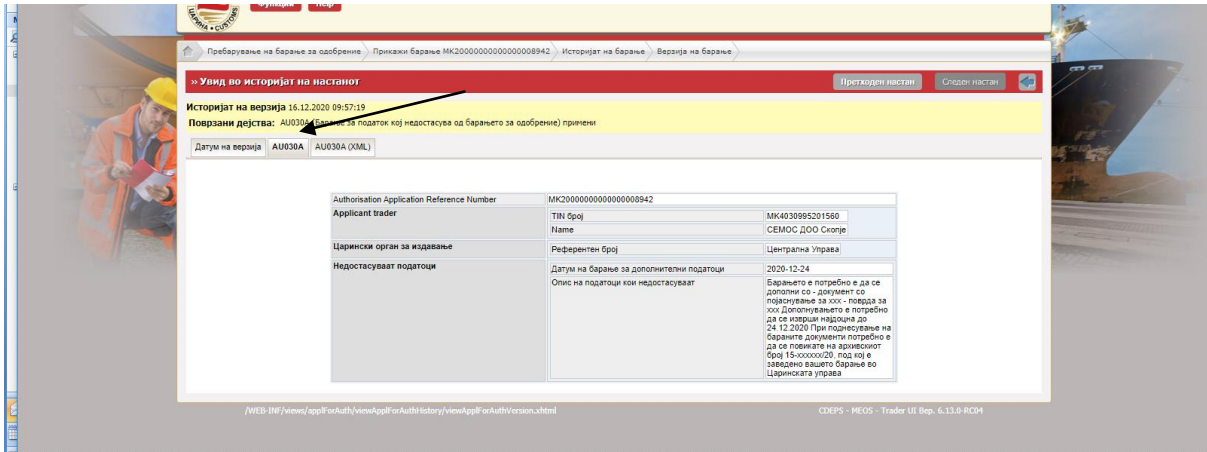 ЦАРИНА • CUSTOMS
Функции Help
Пребарување на барање за одобрение Прикажи барање MK20000000000000008942 Историјат на барање Верзија на барање
» Увид во историјат на настанот Претходен настан Следен настан
Историјат на верзија 16.12.2020 09:57:19
Поврзани дејства: AU030A (Барање за податок кој недостасува од барањето за одобрение) примени
Датум на верзија AU030A AU030A (XML)
Authorisation Application Reference Number MK20000000000000008942
Applicant trader TIN број MK4030995201560
Name СЕМОС ДОО Скопје
Царински орган за издавање Референтен број Централна Управа
Недостасуваат податоци Датум на барање за дополнителни податоци 2020-12-24
Опис на податоци кои недостасуваат Барањето е потребно е да се
дополни со - документ со
појаснување за xxx - поврда за
xxx Дополнувањето е потребно
да се изврши најдоцна до
24.12.2020 При поднесување на
бараните документи потребно е
да се повикате на архивскиот
број 15-xxxxxx/20, под кој е
заведено вашето барање во
Царинската управа
/WEB-INF/views/applForAuth/viewApplForAuthHistory/viewApplForAuthVersion.xhtml CDEPS - MEOS - Trader UI Вер. 6.13.0-RC04